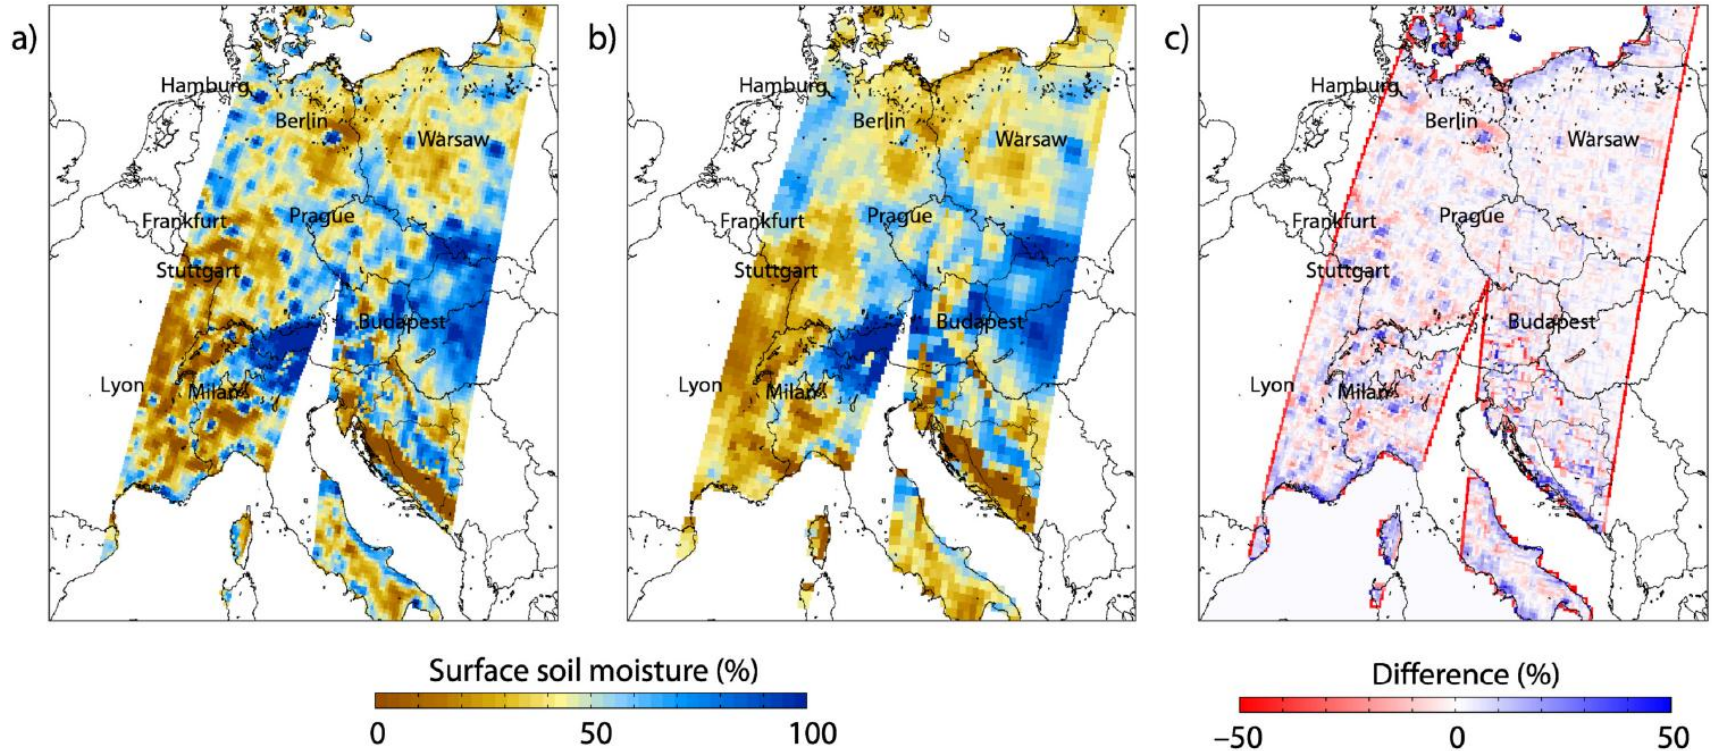 a)
Hamburg
Berlin
Warsaw
Frankfurt
Prague
Stuttgart
Budapest
Lyon
Milan
b)
Hamburg
Berlin
Warsaw
Frankfurt
Prague
Stuttgart
Budapest
Lyon
Milan
c)
Hamburg
Berlin
Warsaw
Frankfurt
Prague
Stuttgart
Budapest
Lyon
Milan
Surface soil moisture (%)
0 50 100
Difference (%)
−50 0 50